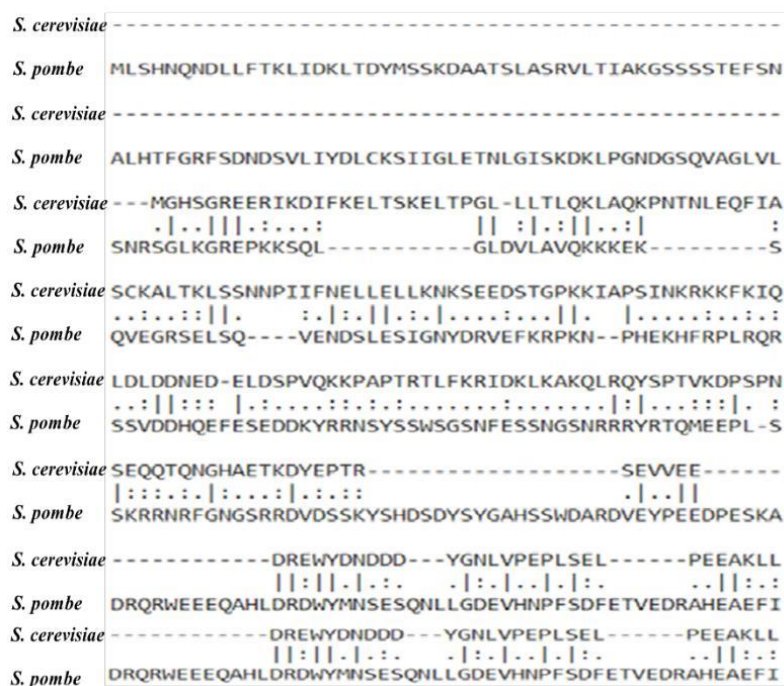 S. cerevisiae --------------------------------------------------
S. pombe MLSHNQNDLLFTKLIDKLTDYMSSKDAATSLASRVLTIAKGSSSSTEFSN
S. cerevisiae --------------------------------------------------
S. pombe ALHTFGRFSDNDSVLIYDLCKSIIGLETNLGISKDKLPGNDGSQVAGLVL
S. cerevisiae ---MGHSGREERIKDIFKELTSKELTPGL-LLTLQKLAQKPNTNLEQFIA
.|..|||.:...: || :|.:||..:| :
S. pombe SNRSGLKGREPKKSQL-----------GLDVLAVQKKKEK---------S
S. cerevisiae SCKALTKLSSNNPIIFNELLELLKNKSEEDSTGPKKIAPSINKRKKFKIQ
..:..::||. :.|:.||.:.|....:...||. |.....:..:
S. pombe QVEGRSELSQ----VENDSLESIGNYDRVEFKRPKN--PHEKHFRPLRQR
S. cerevisiae LDLDDNED-ELDSPVQKKPAPTRTLFKRIDKLKAKQLRQYSPTVKDPSPN
..:||::: |.:.....:.:......:.........|:|...::|. :
S. pombe SSVDDHQEFESEDDKYRRNSYSSWSGSNFESSNGSNRRRYRTQMEEPL-S
S. cerevisiae SEQQTQNGHAETKDYEPTR-------------------SEVVEE------
|:::.:.|:...:|.:.:: .|..||
S. pombe SKRRNRFGNGSRRDVDSSKYSHDSDYSYGAHSSWDARDVEYPEEDPESKA
S. cerevisiae ------------DREWYDNDDD---YGNLVPEPLSEL------PEEAKLL
||:||.|.:. .|:.|.|.|: ..||::
S. pombe DRQRWEEEQAHLDRDWYMNSESQNLLGDEVHNPFSDFETVEDRAHEAEFI
S. cerevisiae ------------DREWYDNDDD---YGNLVPEPLSEL------PEEAKLL
||:||.|.:. .|:.|.|.|: ..||::
S. pombe DRQRWEEEQAHLDRDWYMNSESQNLLGDEVHNPFSDFETVEDRAHEAEFI